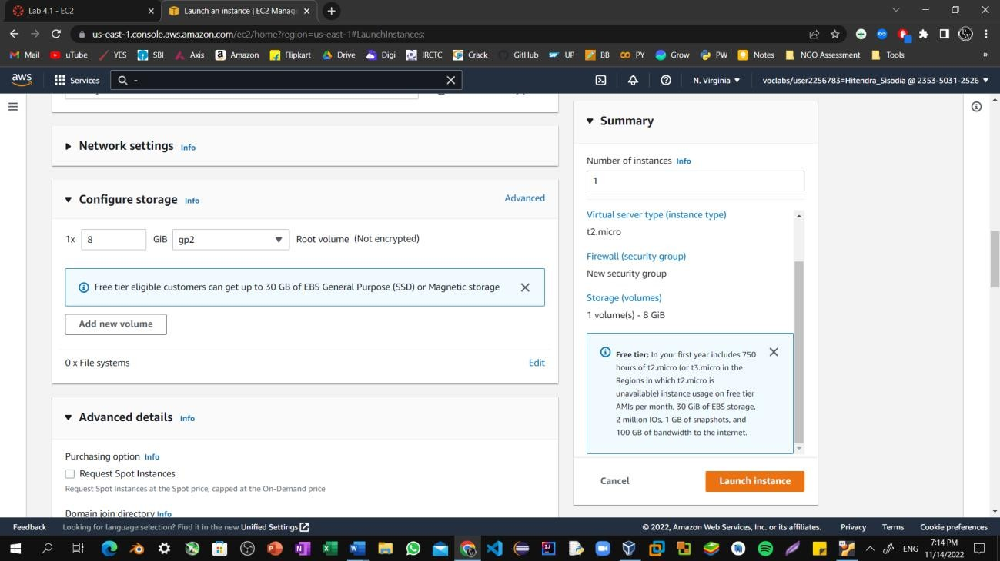 Lab 4.1 - EC2
Launch an instance | EC2 Manage
us-east-1.console.aws.amazon.com/ec2/home?region=us-east-1#LaunchInstances:
Mail uTube YES SBI Axis Amazon Flipkart Drive Digi IRCTC Crack GitHub UP BB PY Grow PW Notes NGO Assessment Tools »
aws Services - N. Virginia voclabs/user2256783=Hitendra_Sisodia @ 2353-5031-2526
Network settings Info
Configure storage Info
Advanced
1x 8 GiB gp2 Root volume (Not encrypted)
Free tier eligible customers can get up to 30 GB of EBS General Purpose (SSD) or Magnetic storage
Add new volume
0 x File systems
Edit
Advanced details Info
Purchasing option Info
Request Spot Instances
Request Spot Instances at the Spot price, capped at the On-Demand price
Domain join directory Info
Summary
Number of instances Info
1
Virtual server type (instance type)
t2.micro
Firewall (security group)
New security group
Storage (volumes)
1 volume(s) - 8 GiB
Free tier: In your first year includes 750
hours of t2.micro (or t3.micro in the
Regions in which t2.micro is
unavailable) instance usage on free tier
AMIs per month, 30 GiB of EBS storage,
2 million IOs, 1 GB of snapshots, and
100 GB of bandwidth to the internet.
Cancel
Launch instance
Feedback Looking for language selection? Find it in the new Unified Settings © 2022, Amazon Web Services, Inc. or its affiliates. Privacy Terms Cookie preferences
ENG
7:14 PM
11/14/2022